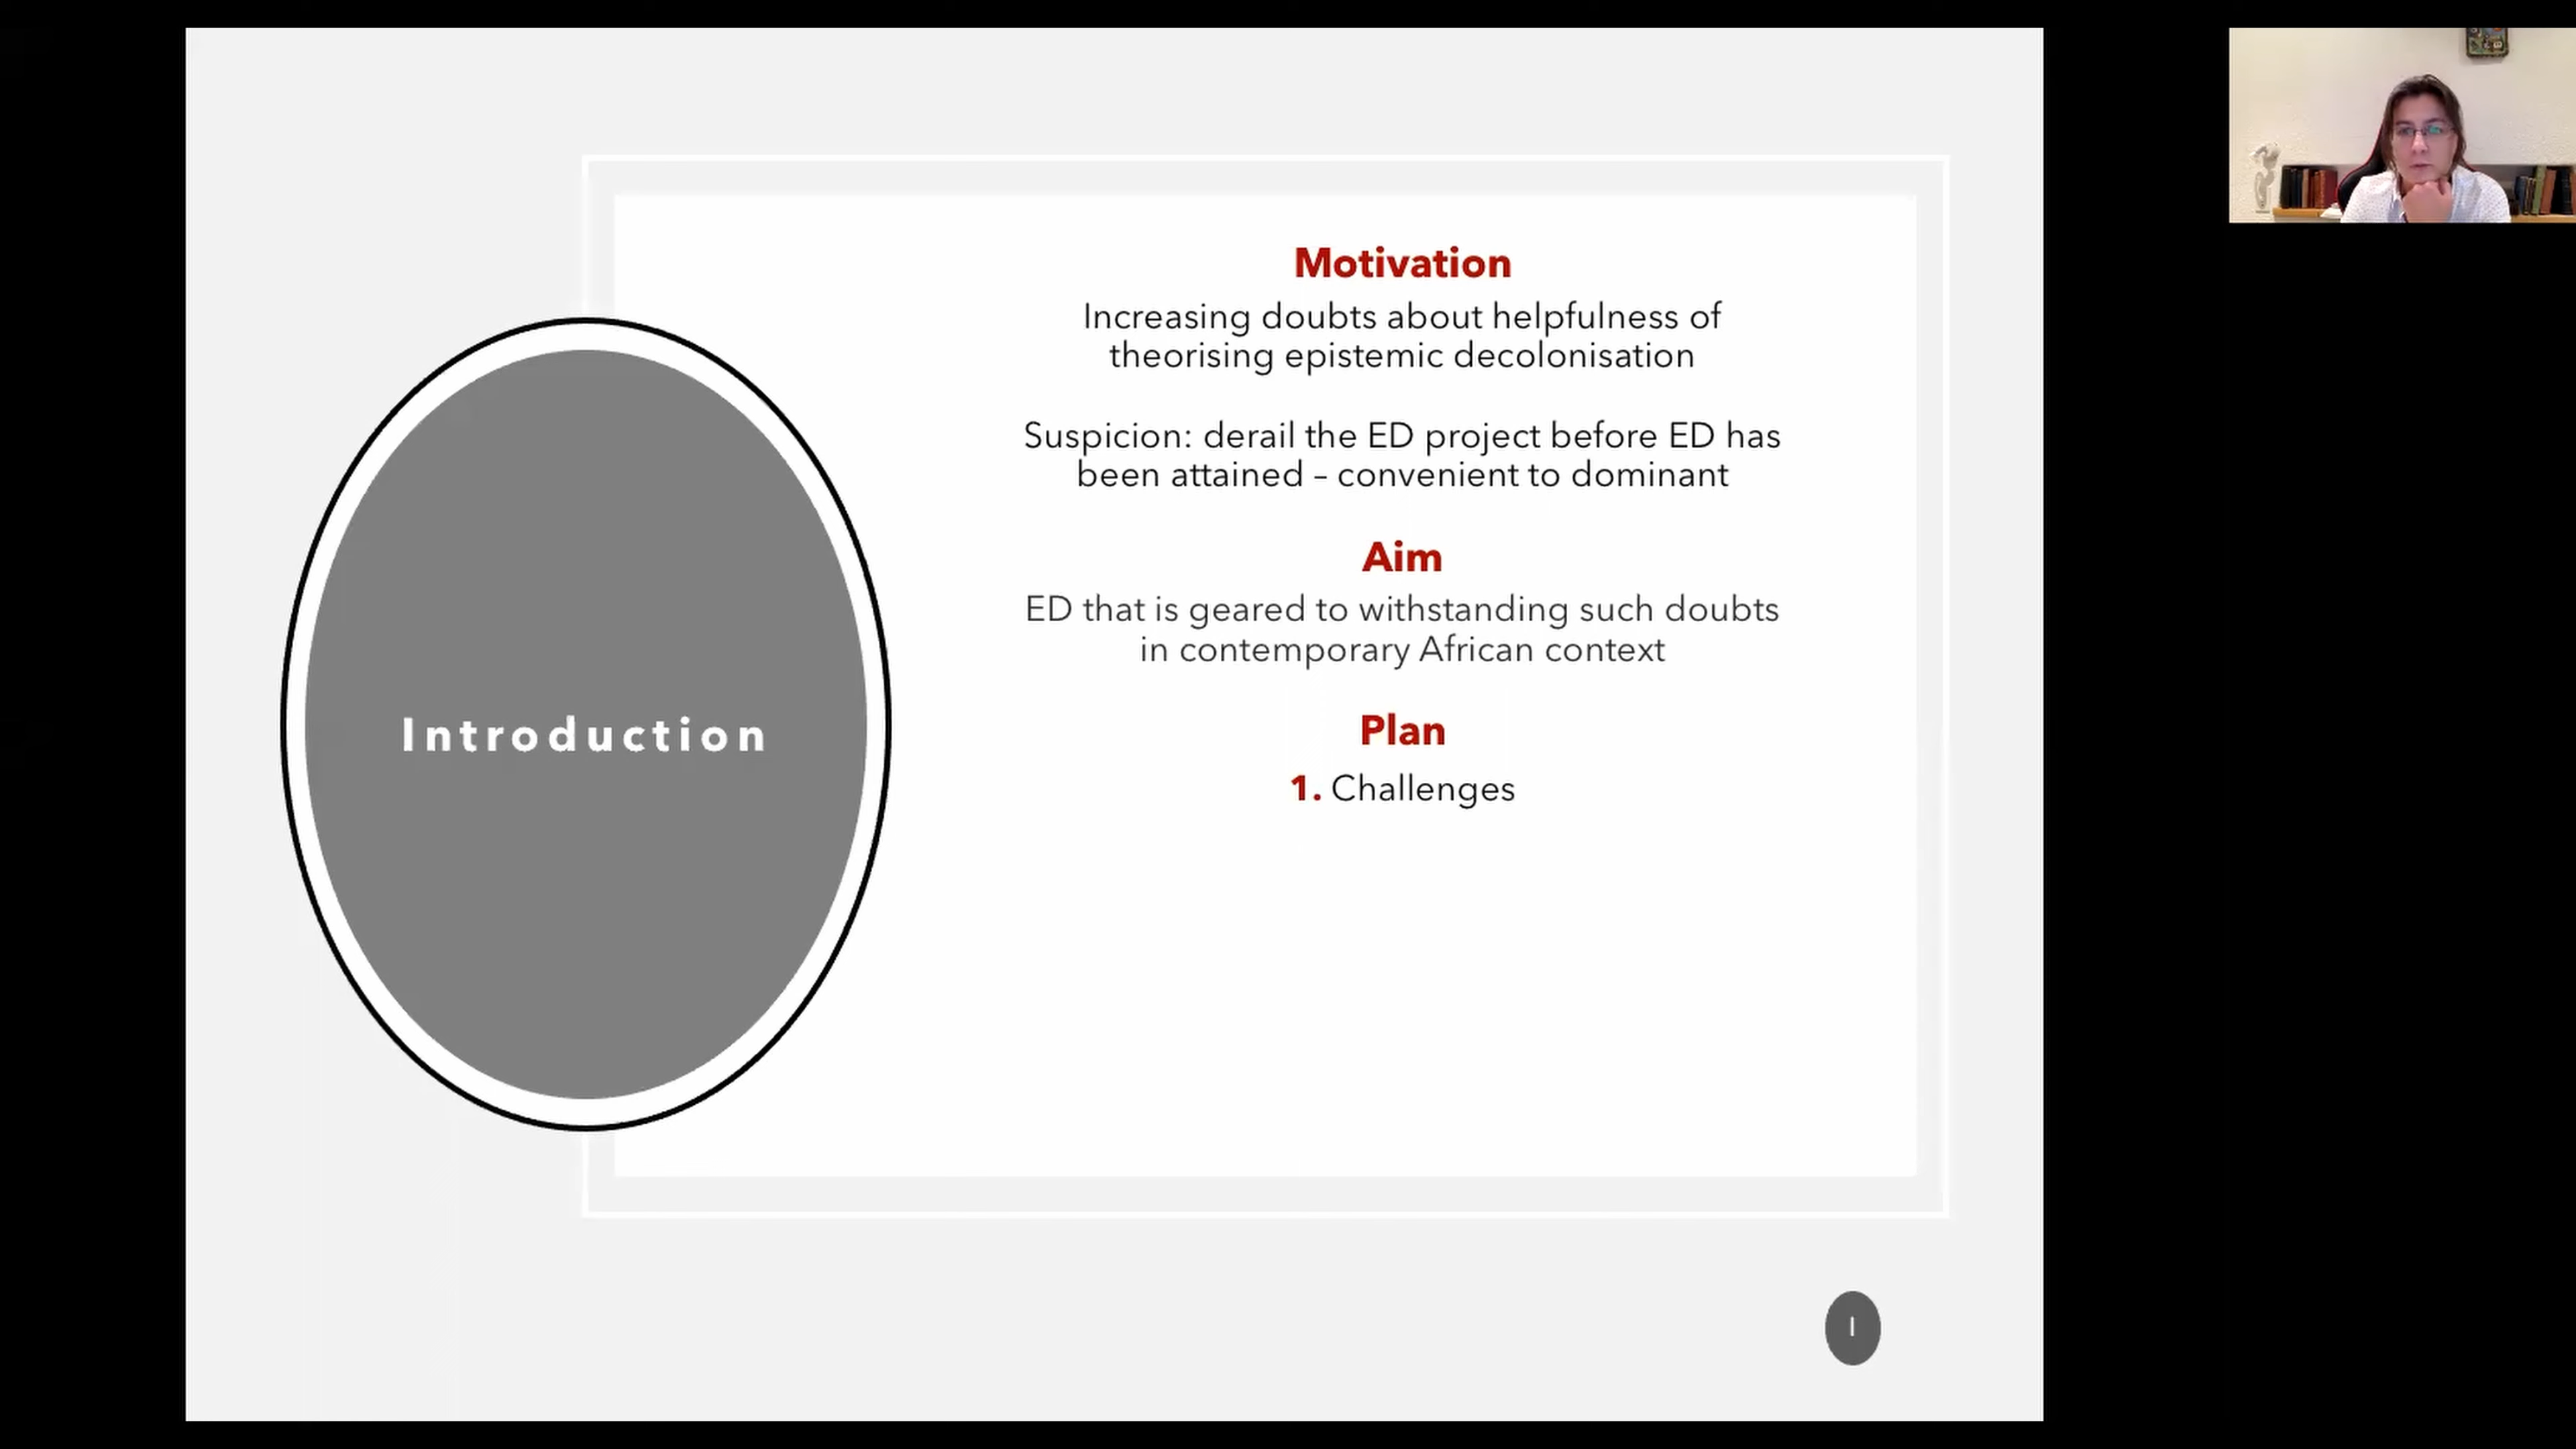 Introduction
Motivation
Increasing doubts about helpfulness of
theorising epistemic decolonisation
Suspicion: derail the ED project before ED has
been attained – convenient to dominant
Aim
ED that is geared to withstanding such doubts
in contemporary African context
Plan
1. Challenges
1